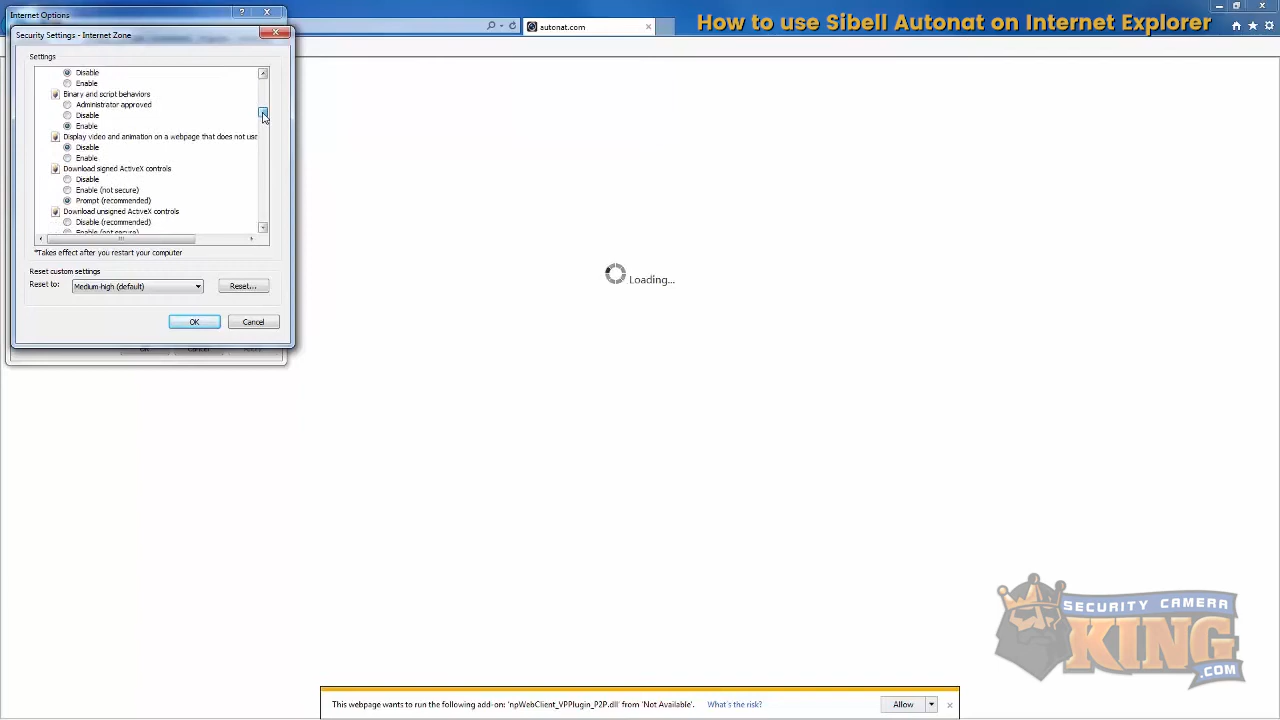 How to use Sibell Autonat on Internet Explorer
Internet Options
autonat.com
Security Settings - Internet Zone
Settings
Disable
Enable
Binary and script behaviors
Administrator approved
Disable
Enable
Display video and animation on a webpage that does not use
Disable
Enable
Download signed ActiveX controls
Disable
Enable (not secure)
Prompt (recommended)
Download unsigned ActiveX controls
Disable (recommended)
Enable (not secure)
*Takes effect after you restart your computer
Reset custom settings
Reset to:
Medium-high (default)
Reset...
OK
Cancel
Loading...
SECURITY CAMERA
KING
.COM
This webpage wants to run the following add-on: 'npWebClient_VPPlugin_P2P.dll' from 'Not Available'.
What's the risk?
Allow